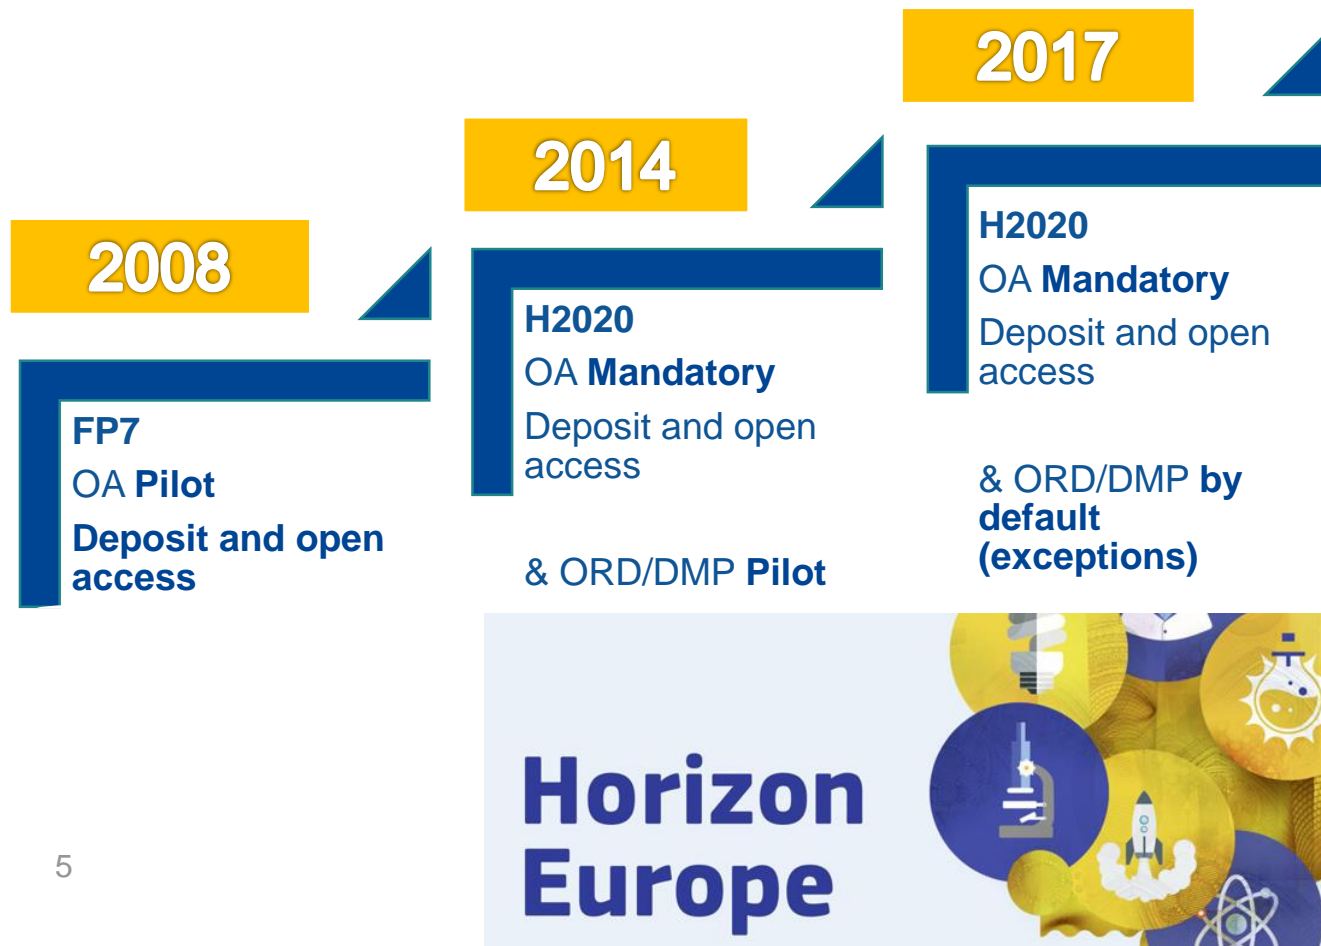 2008
FP7
OA Pilot
Deposit and open
access
2014
H2020
OA Mandatory
Deposit and open
access
& ORD/DMP Pilot
2017
H2020
OA Mandatory
Deposit and open
access
& ORD/DMP by
default
(exceptions)
Horizon
Europe
5